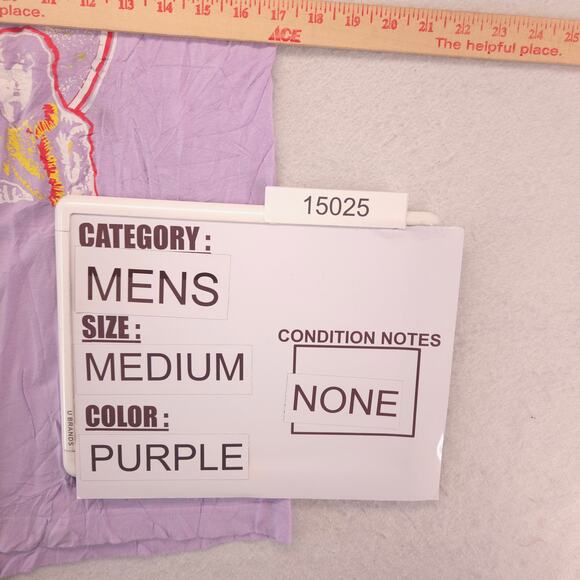 place.
12 13 14 15 16 17 18 19 20 21 22 23 24 25
ACE
The helpful place.
15025
CATEGORY :
MENS
SIZE :
MEDIUM
COLOR :
PURPLE
CONDITION NOTES
NONE
U BRANDS